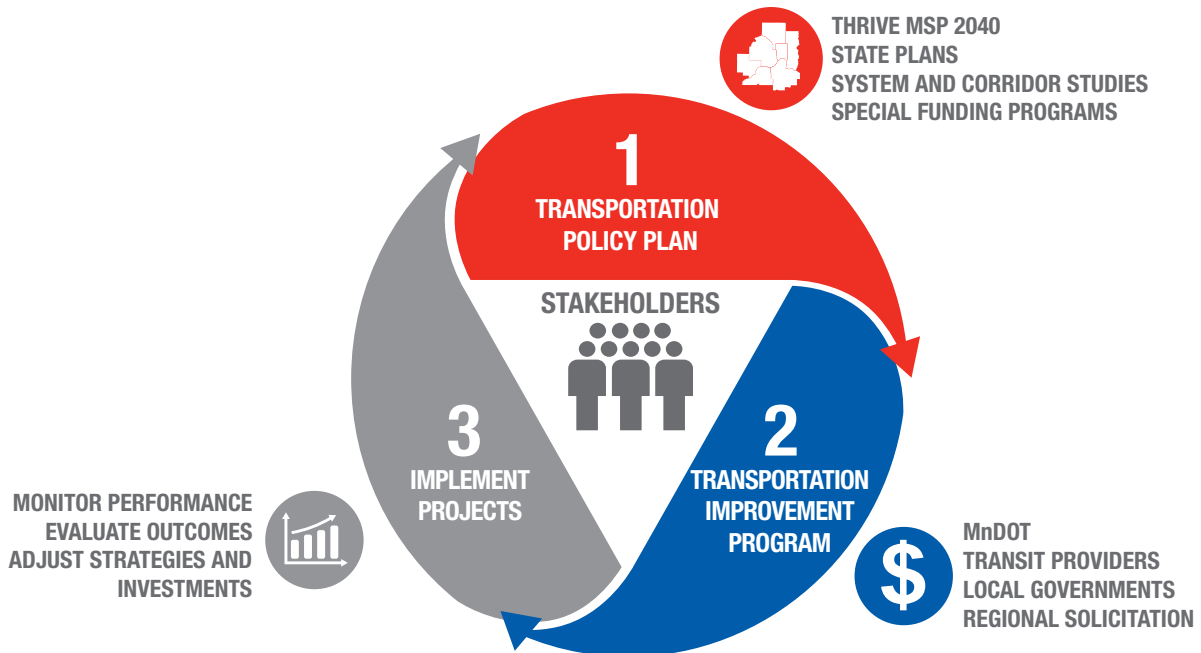 THRIVE MSP 2040
STATE PLANS
SYSTEM AND CORRIDOR STUDIES
SPECIAL FUNDING PROGRAMS
1
TRANSPORTATION
POLICY PLAN
STAKEHOLDERS
2
TRANSPORTATION
IMPROVEMENT
PROGRAM
$
MnDOT
TRANSIT PROVIDERS
LOCAL GOVERNMENTS
REGIONAL SOLICITATION
3
IMPLEMENT
PROJECTS
MONITOR PERFORMANCE
EVALUATE OUTCOMES
ADJUST STRATEGIES AND
INVESTMENTS